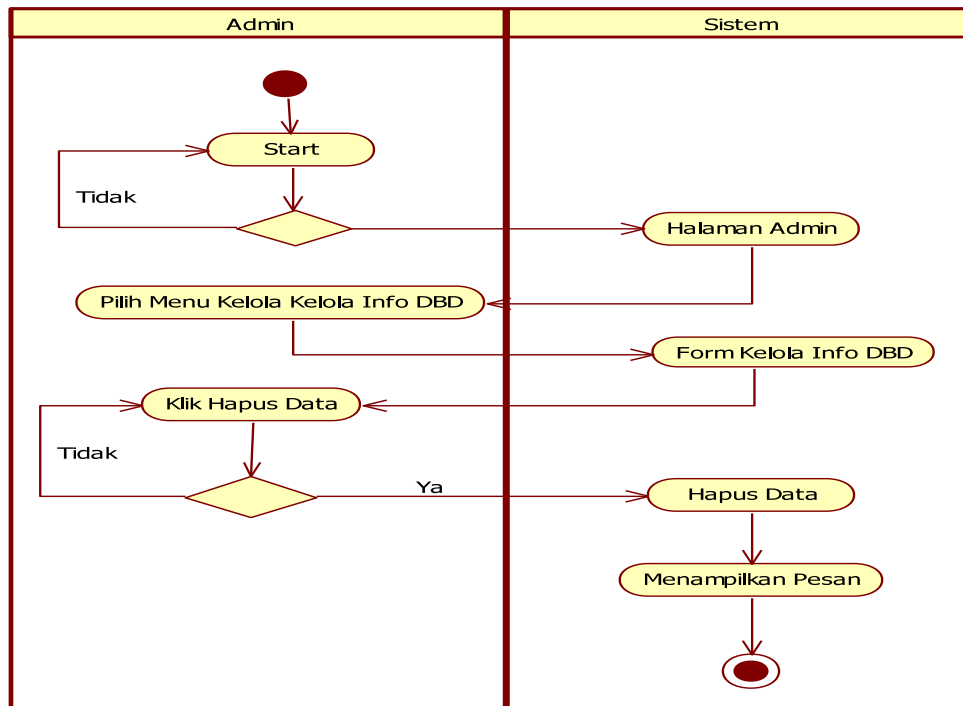 Admin
Sistem
Start
Tidak
Halaman Admin
Pilih Menu Kelola Kelola Info DBD
Form Kelola Info DBD
Klik Hapus Data
Tidak
Ya
Hapus Data
Menampilkan Pesan